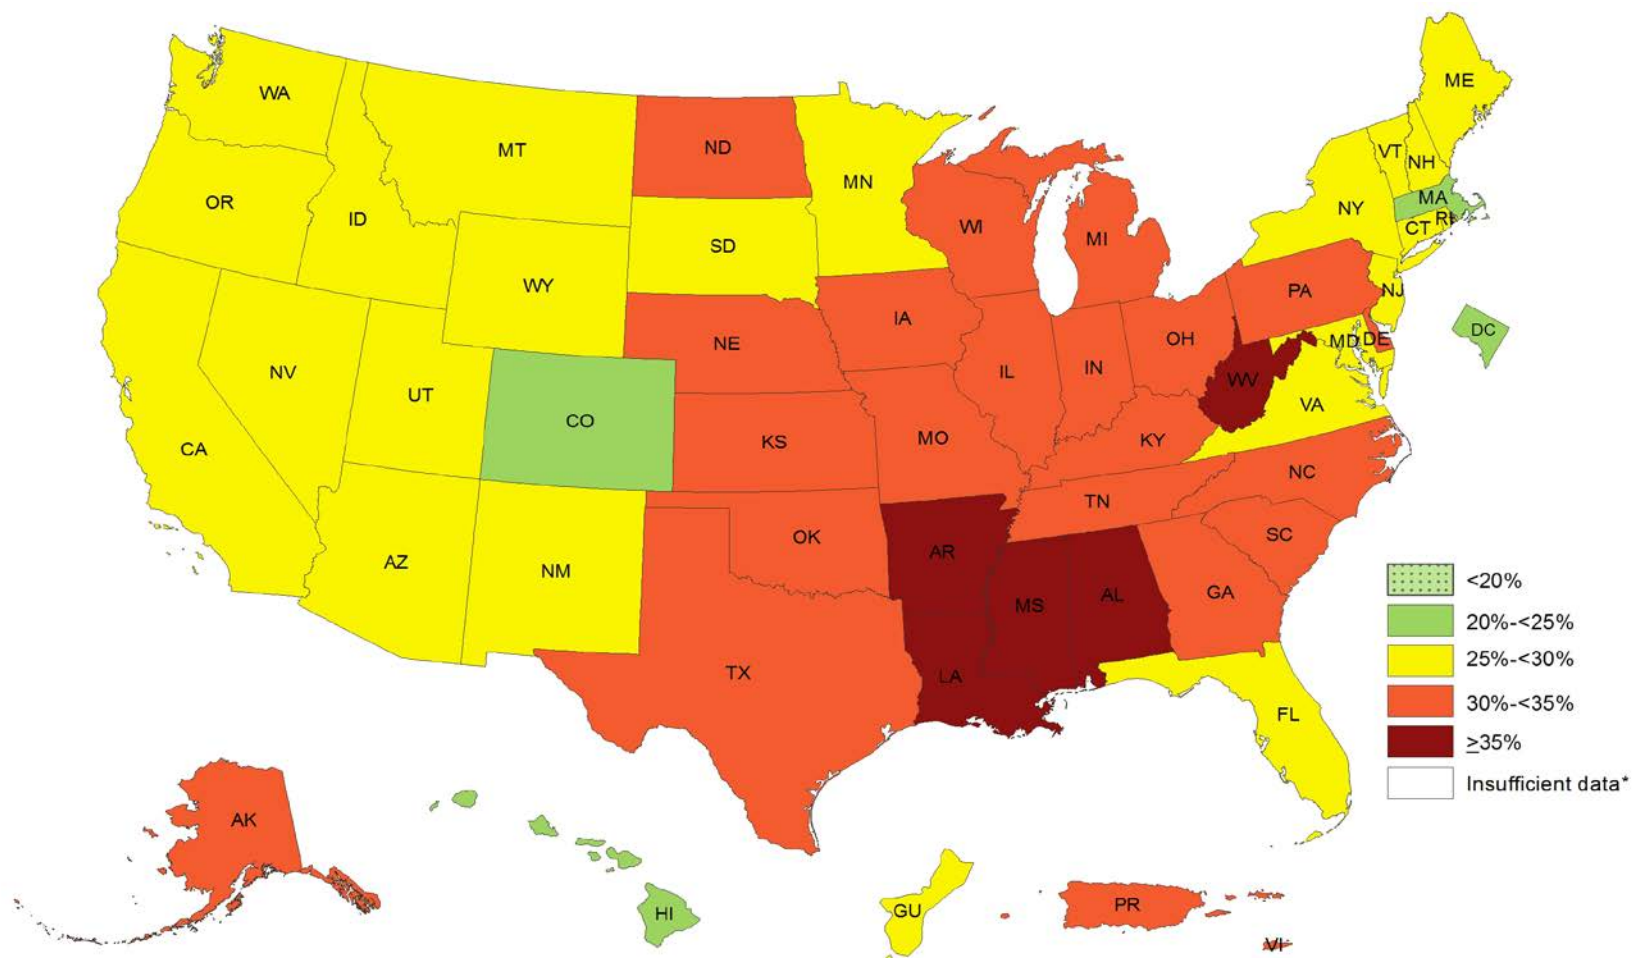 ME
WA
MT
ND
VT
NH
MN
MA
OR
NY
ID
RI
CT
WI
MI
SD
WY
PA
NJ
IA
DC
NE
OH
MD
DE
NV
IN
IL
WV
UT
VA
CO
KS
MO
KY
CA
NC
TN
OK
SC
AR
AZ
NM
GA
MS
AL
TX
LA
FL
AK
HI
GU
PR
VI
<20%
20%-<25%
25%-<30%
30%-<35%
≥35%
Insufficient data*